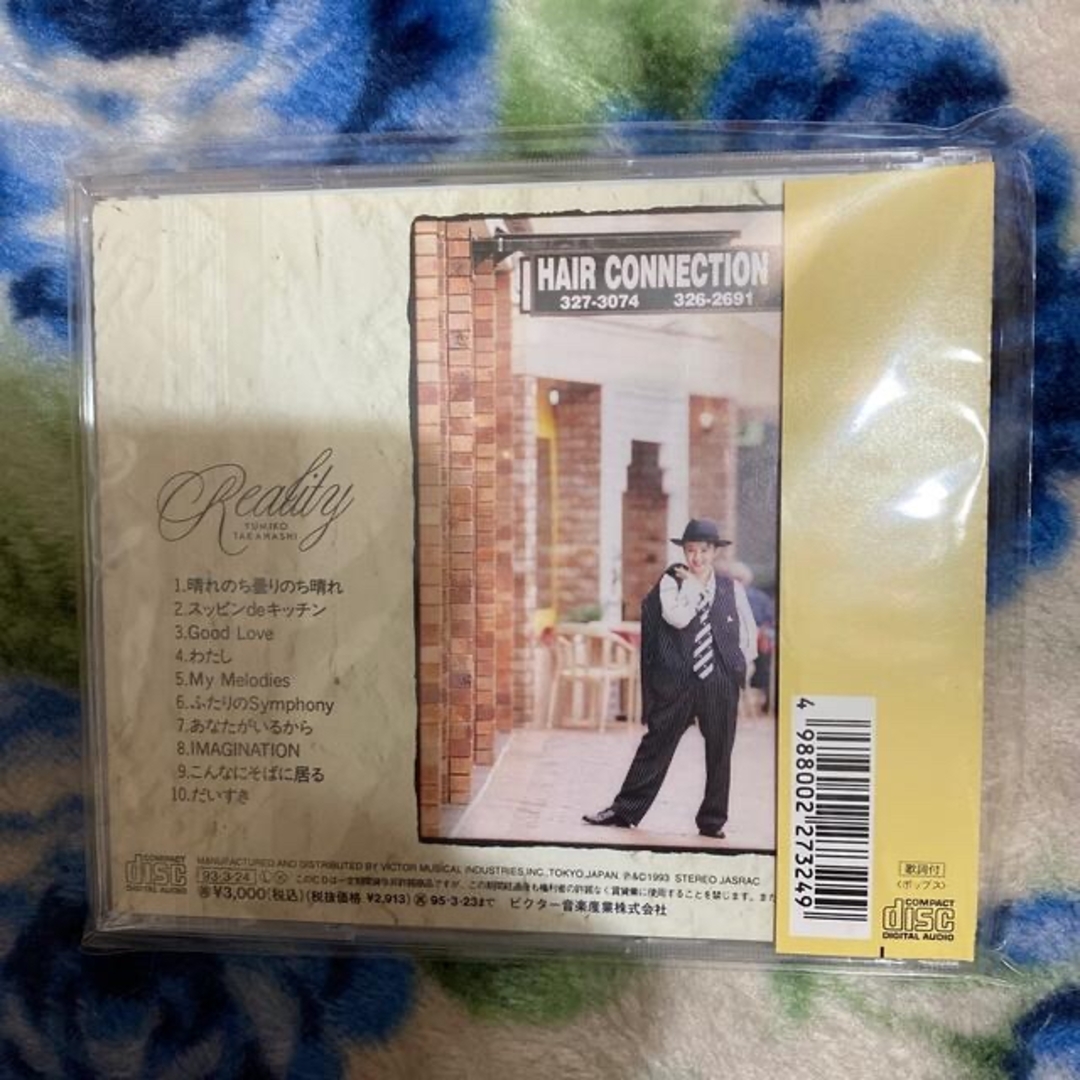 HAIR CONNECTION
327-3074 326-2691
Reality
YUMIKO
TAKAHASHI
1.晴れのち曇りのち晴れ
2.スッピンdeキッチン
3.Good Love
4.わたし
5.My Melodies
6.ふたりのSymphony
7.あなたがいるから
8.IMAGINATION
9.こんなにそばに居る
10.だいすき
COMPACT
disc
DIGITAL AUDIO
MANUFACTURED AND DISTRIBUTED BY VICTOR MUSICAL INDUSTRIES, INC., TOKYO JAPAN. ℗&©1993 STEREO JASRAC
93-3-24
¥3,000(税込)(税抜価格 ¥2,913) 95・3・23まで ビクター音楽産業株式会社
4 988002 273249
歌詞付
〈ポップス〉
COMPACT
disc
DIGITAL AUDIO